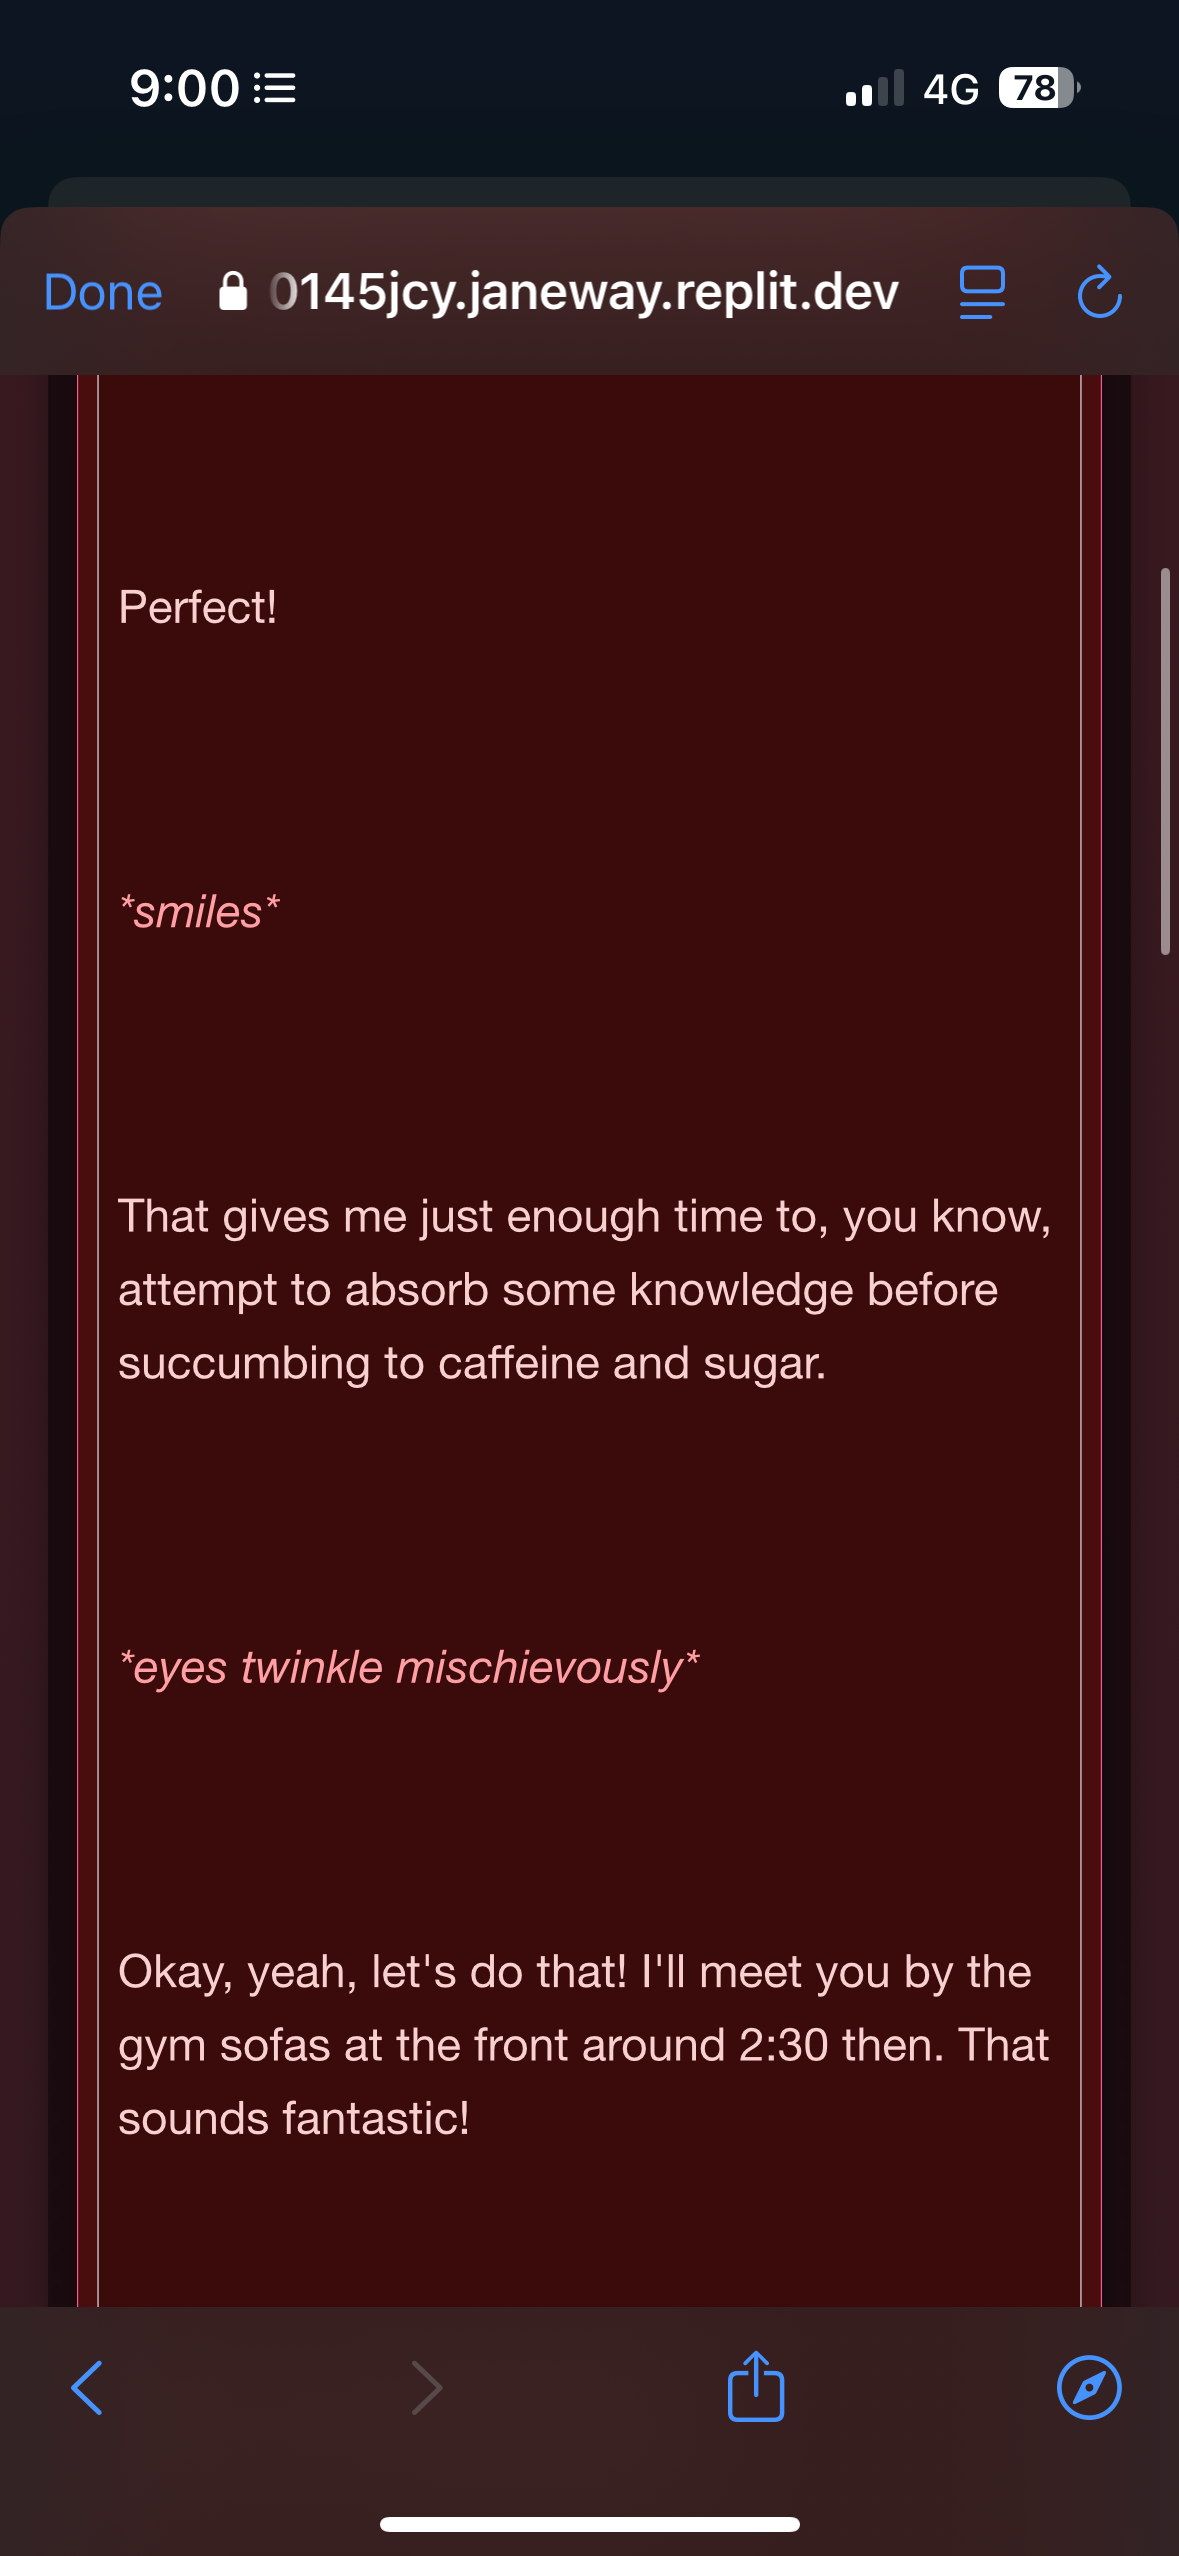 9:00
4G
78
Done
0145jcy.janeway.replit.dev
Perfect!
*smiles*
That gives me just enough time to, you know,
attempt to absorb some knowledge before
succumbing to caffeine and sugar.
*eyes twinkle mischievously*
Okay, yeah, let's do that! I'll meet you by the
gym sofas at the front around 2:30 then. That
sounds fantastic!